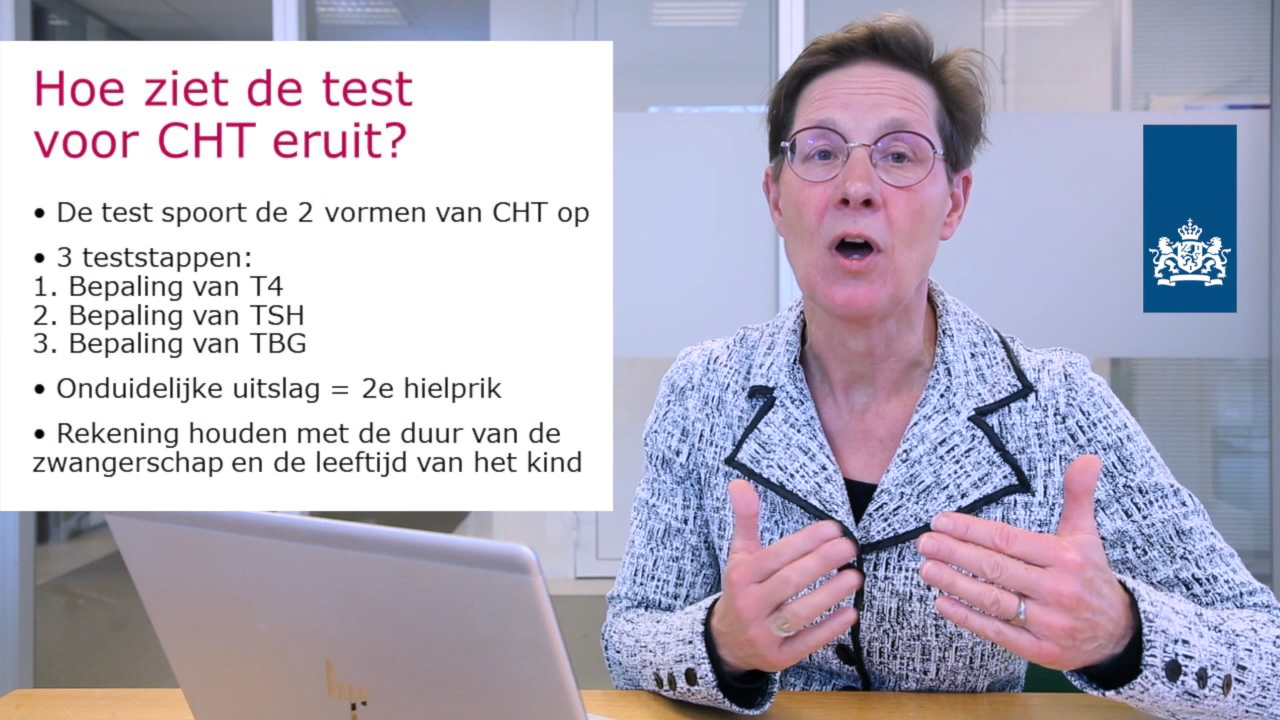 Hoe ziet de test
voor CHT eruit?
• De test spoort de 2 vormen van CHT op
• 3 teststappen:
1. Bepaling van T4
2. Bepaling van TSH
3. Bepaling van TBG
• Onduidelijke uitslag = 2e hielprik
• Rekening houden met de duur van de
zwangerschap en de leeftijd van het kind
hp